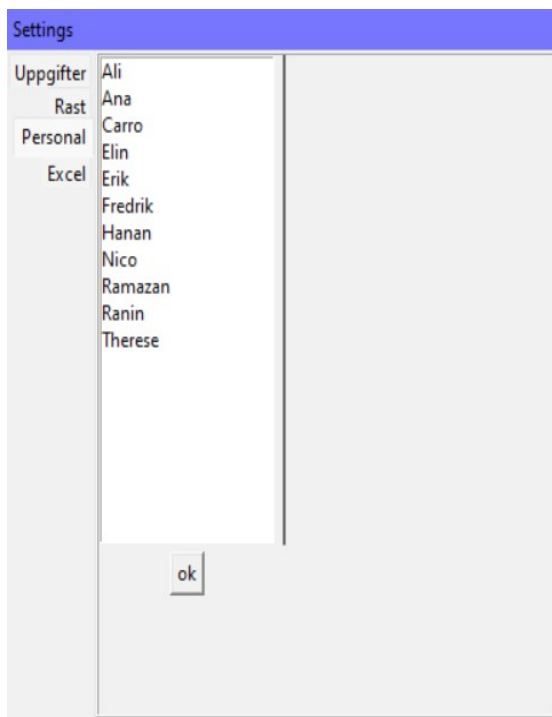 Settings
Uppgifter
Rast
Personal
Excel
Ali
Ana
Carro
Elin
Erik
Fredrik
Hanan
Nico
Ramazan
Ranin
Therese
ok